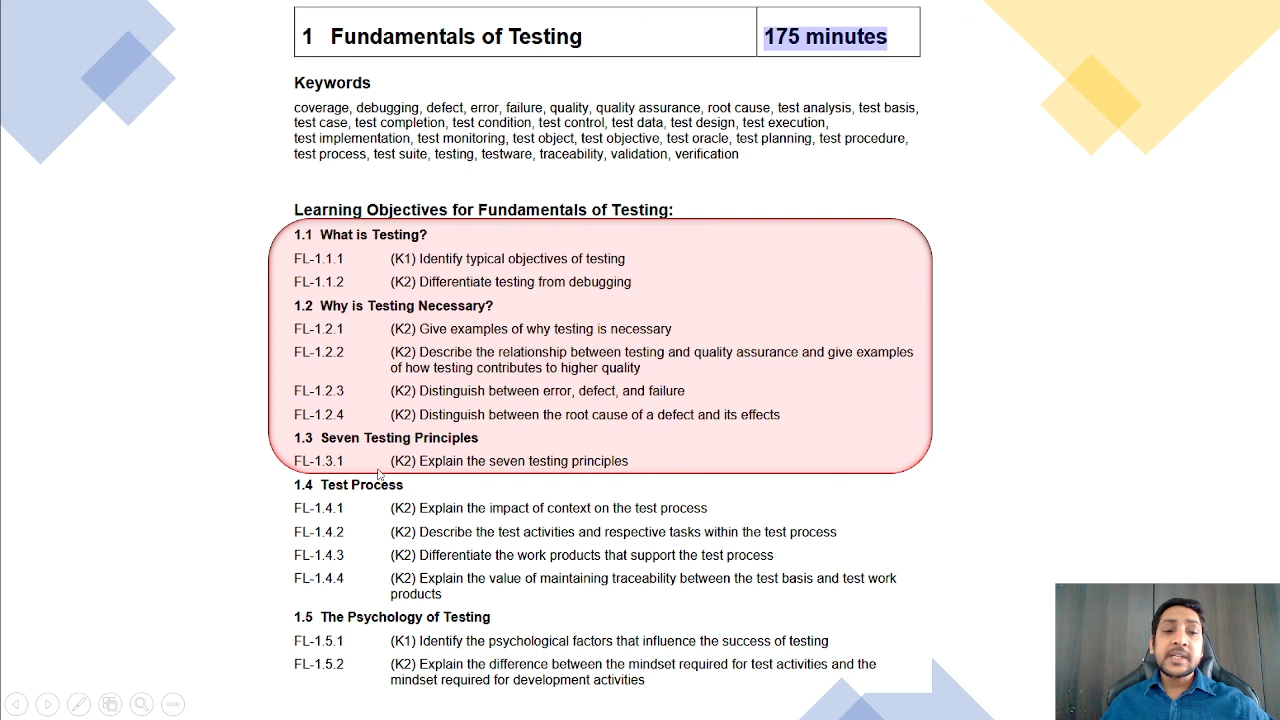 1 Fundamentals of Testing 175 minutes
Keywords
coverage, debugging, defect, error, failure, quality, quality assurance, root cause, test analysis, test basis,
test case, test completion, test condition, test control, test data, test design, test execution,
test implementation, test monitoring, test object, test objective, test oracle, test planning, test procedure,
test process, test suite, testing, testware, traceability, validation, verification
Learning Objectives for Fundamentals of Testing:
1.1 What is Testing?
FL-1.1.1 (K1) Identify typical objectives of testing
FL-1.1.2 (K2) Differentiate testing from debugging
1.2 Why is Testing Necessary?
FL-1.2.1 (K2) Give examples of why testing is necessary
FL-1.2.2 (K2) Describe the relationship between testing and quality assurance and give examples
of how testing contributes to higher quality
FL-1.2.3 (K2) Distinguish between error, defect, and failure
FL-1.2.4 (K2) Distinguish between the root cause of a defect and its effects
1.3 Seven Testing Principles
FL-1.3.1 (K2) Explain the seven testing principles
1.4 Test Process
FL-1.4.1 (K2) Explain the impact of context on the test process
FL-1.4.2 (K2) Describe the test activities and respective tasks within the test process
FL-1.4.3 (K2) Differentiate the work products that support the test process
FL-1.4.4 (K2) Explain the value of maintaining traceability between the test basis and test work
products
1.5 The Psychology of Testing
FL-1.5.1 (K1) Identify the psychological factors that influence the success of testing
FL-1.5.2 (K2) Explain the difference between the mindset required for test activities and the
mindset required for development activities